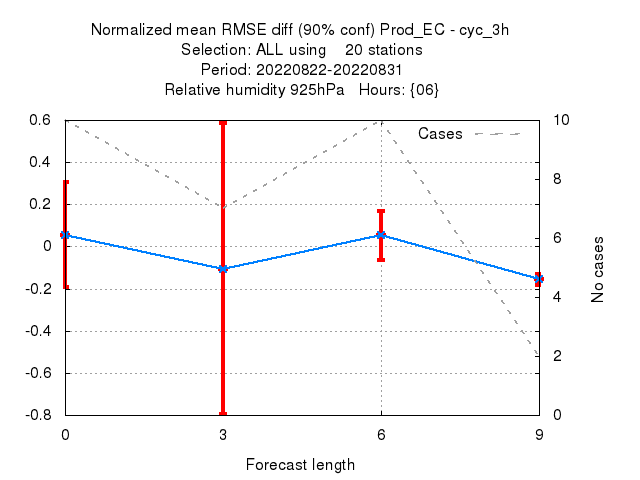 Normalized mean RMSE diff (90% conf) Prod_EC - cyc_3h
Selection: ALL using 20 stations
Period: 20220822-20220831
Relative humidity 925hPa Hours: {06}
Cases
0.6
0.4
0.2
0
-0.2
-0.4
-0.6
-0.8
10
8
6
4
2
0
No cases
0 3 6 9
Forecast length